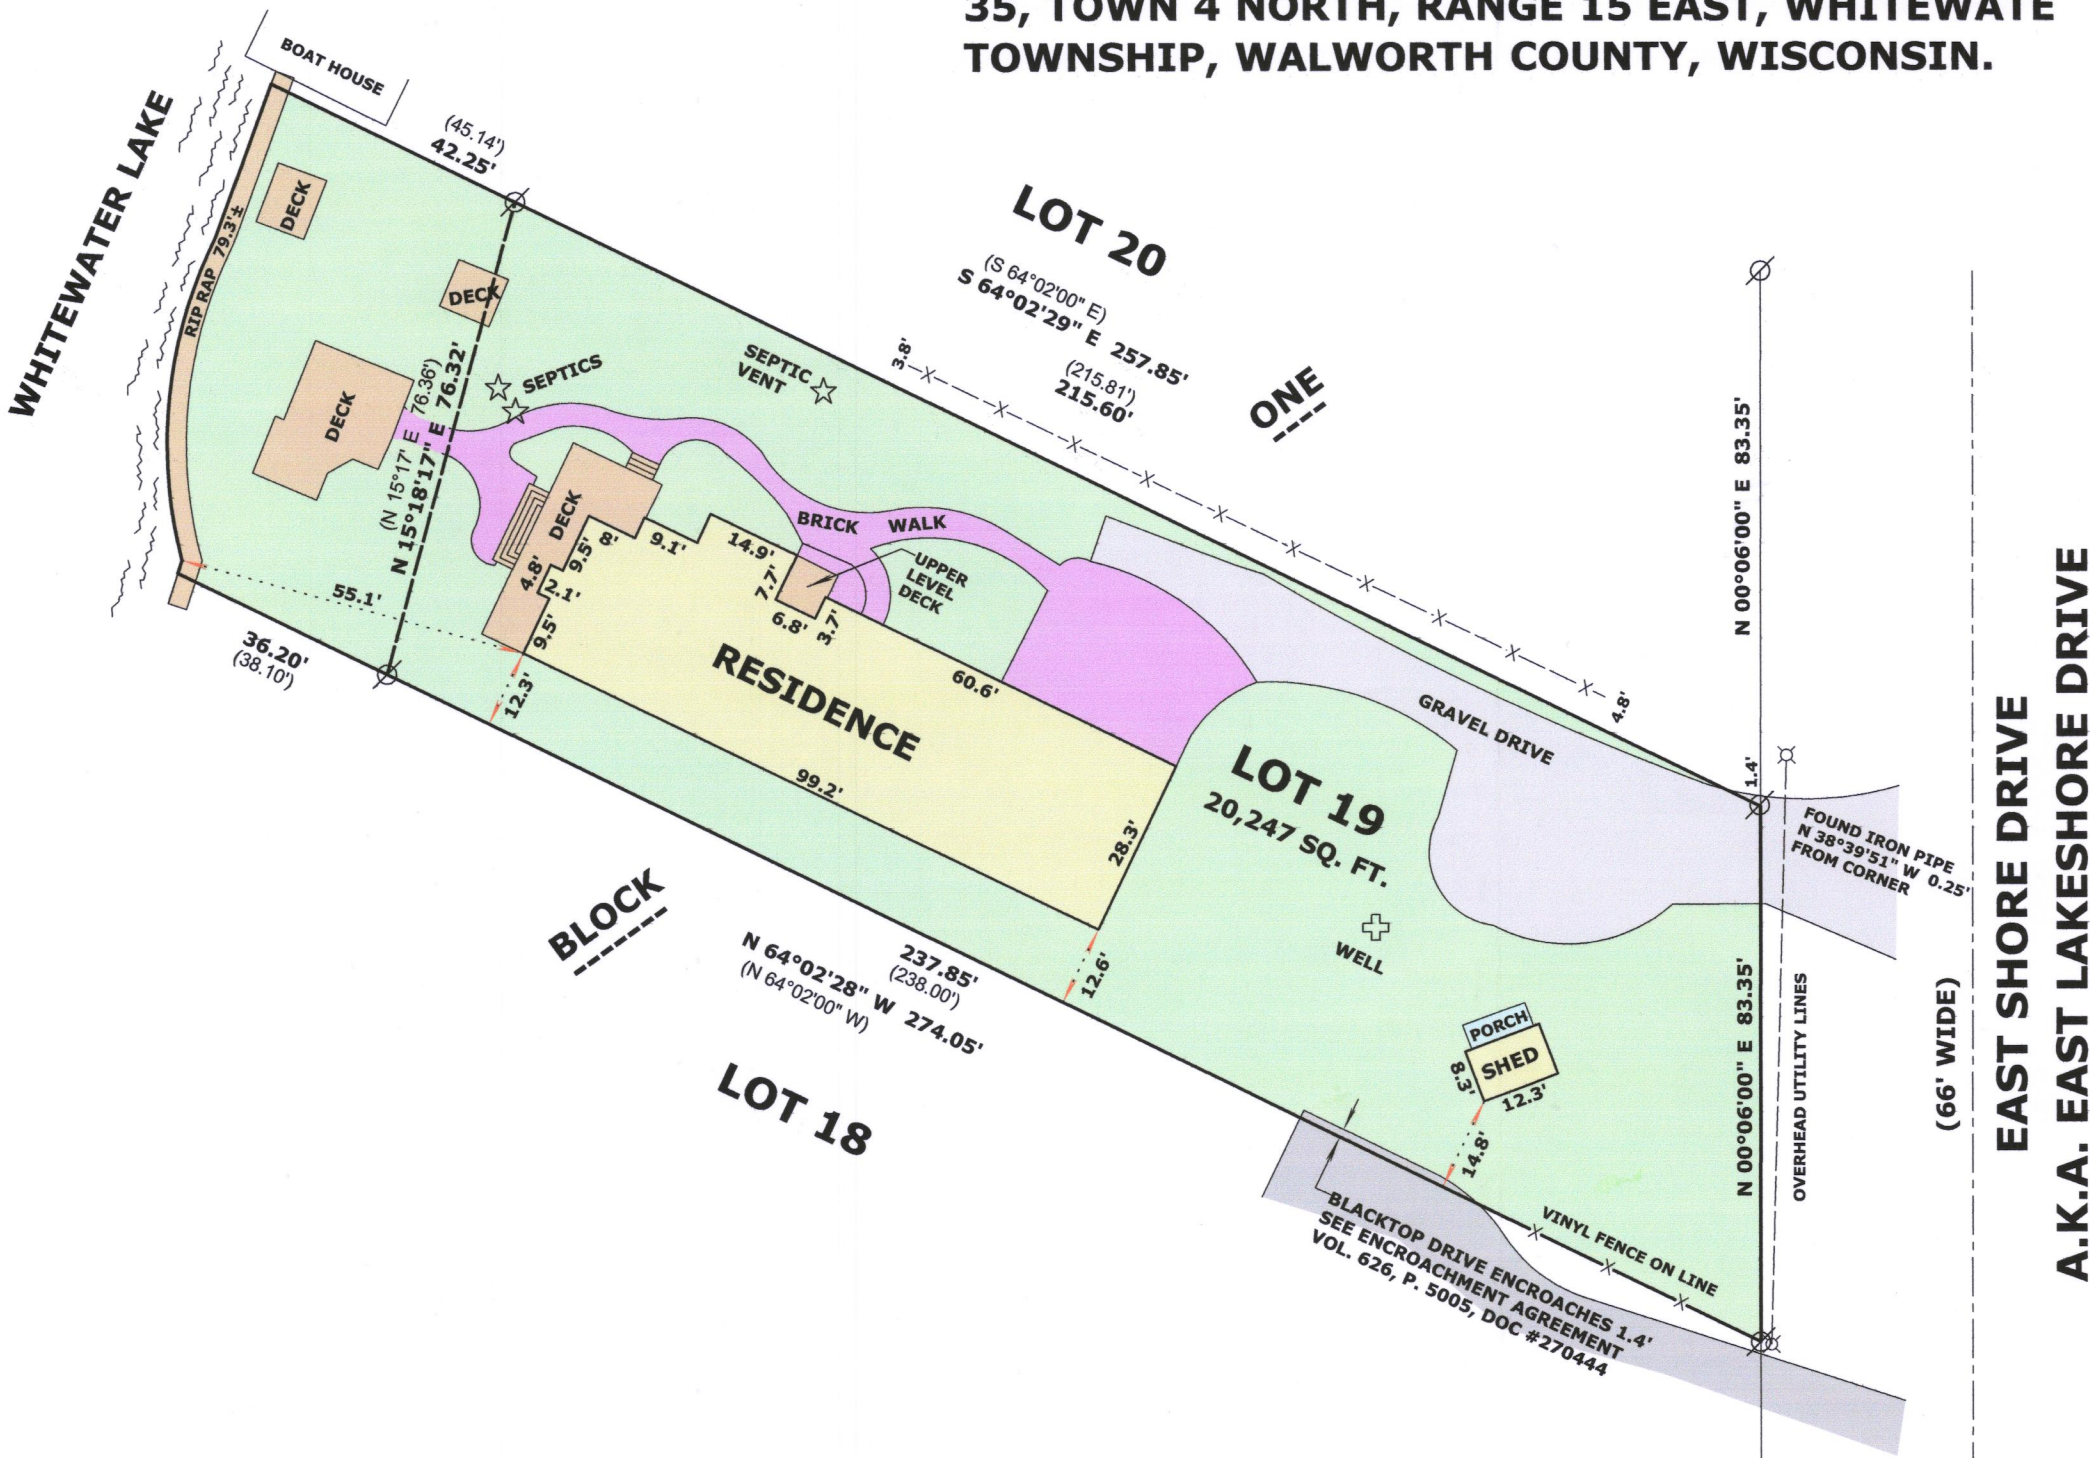 35, TOWN 4 NORTH, RANGE 15 EAST, WHITEWATE
TOWNSHIP, WALWORTH COUNTY, WISCONSIN.
BOAT HOUSE
WHITEWATER LAKE
RIP RAP 79.3'±
DECK
(45.14')
42.25'
DECK
DECK
(N 15°17' E 76.36')
N 15°18'17" E 76.32'
SEPTICS
SEPTIC
VENT
LOT 20
(S 64°02'00" E)
S 64°02'29" E 257.85'
(215.81')
215.60'
3.8'
ONE
4.8'
N 00°06'00" E 83.35'
1.4'
DECK
BRICK WALK
UPPER
LEVEL
DECK
8'
9.1'
14.9'
9.5'
4.8'
2.1'
9.5'
7.7'
6.8'
3.7'
60.6'
RESIDENCE
99.2'
28.3'
55.1'
12.3'
36.20'
(38.10')
GRAVEL DRIVE
LOT 19
20,247 SQ. FT.
WELL
FOUND IRON PIPE
N 38°39'51" W 0.25'
FROM CORNER
BLOCK
237.85'
(238.00')
N 64°02'28" W 274.05'
(N 64°02'00" W)
12.6'
LOT 18
PORCH
SHED
8.3'
12.3'
14.8'
BLACKTOP DRIVE ENCROACHES 1.4'
SEE ENCROACHMENT AGREEMENT
VOL. 626, P. 5005, DOC #270444
VINYL FENCE ON LINE
N 00°06'00" E 83.35'
OVERHEAD UTILITY LINES
(66' WIDE)
EAST SHORE DRIVE
A.K.A. EAST LAKESHORE DRIVE